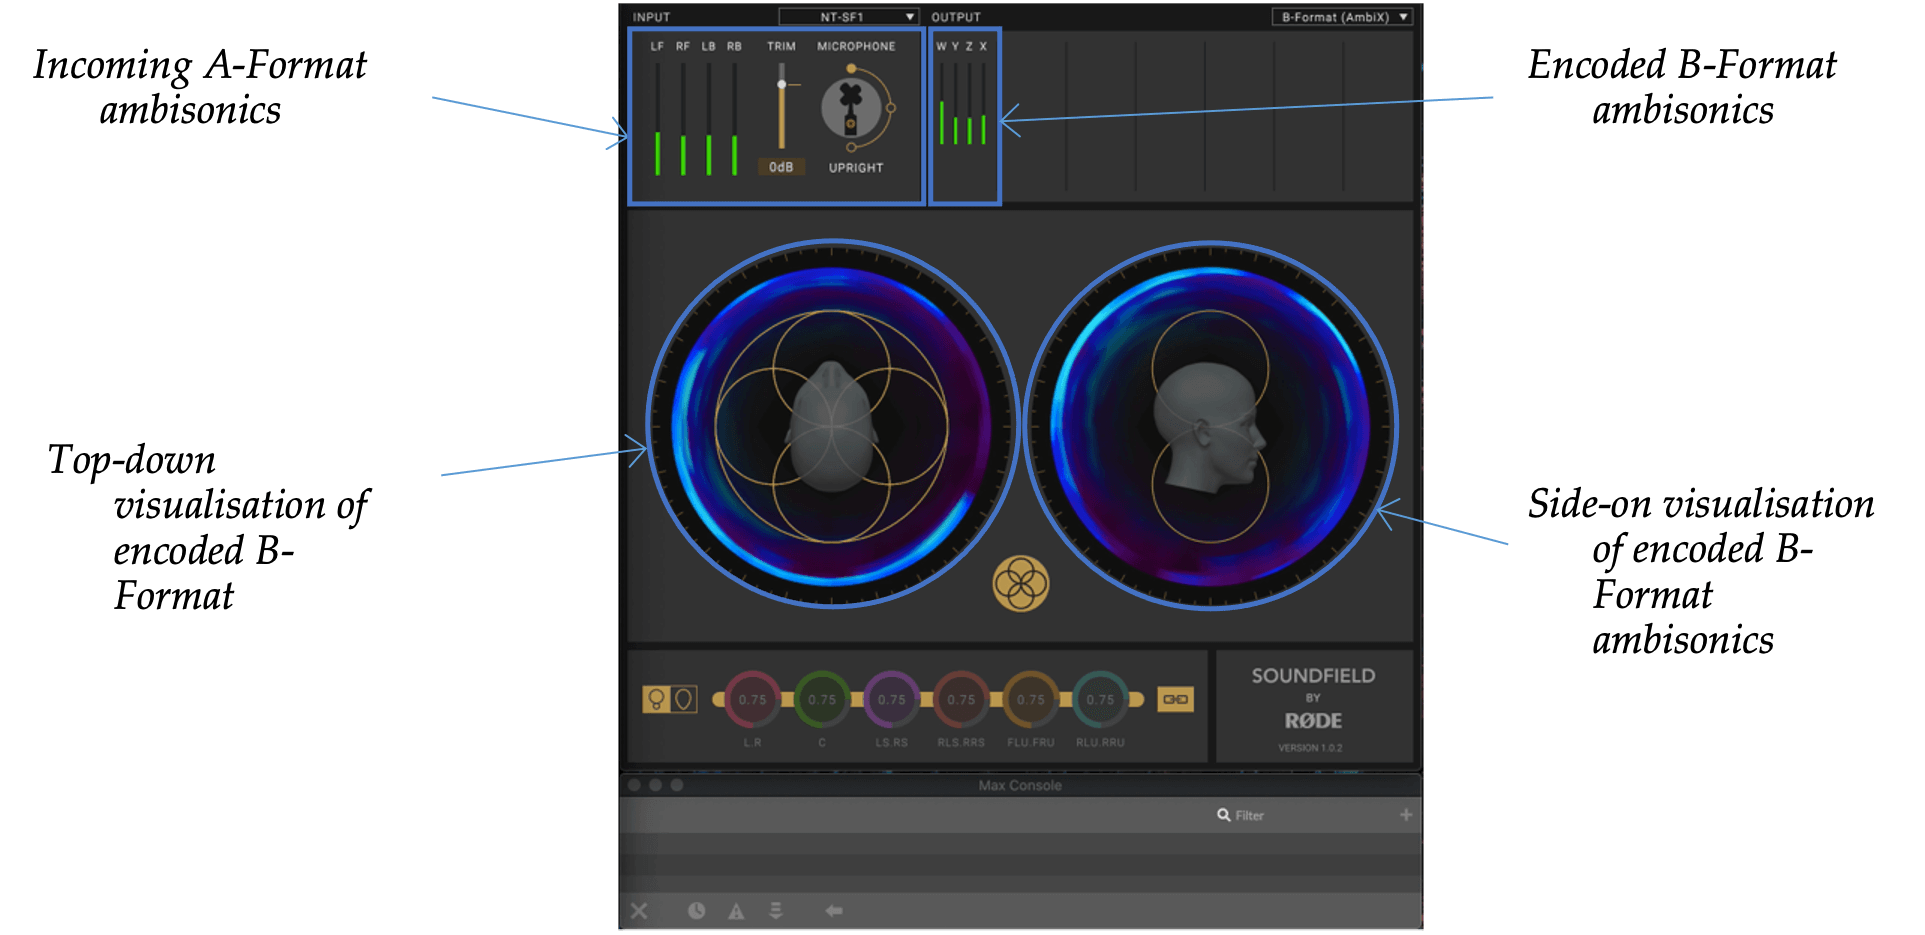 INPUT
NT-SF1
OUTPUT
B-Format (AmbiX)
LF RF LB RB TRIM MICROPHONE
W Y Z X
0dB
UPRIGHT
Incoming A-Format
ambisonics
Encoded B-Format
ambisonics
Top-down
visualisation of
encoded B-
Format
Side-on visualisation
of encoded B-
Format
ambisonics
0.75 0.75 0.75 0.75 0.75 0.75
L.R C LS.RS RLS.RRS FLU.FRU RLU.RRU
SOUNDFIELD
BY
RØDE
VERSION 1.0.2
Max Console
Filter